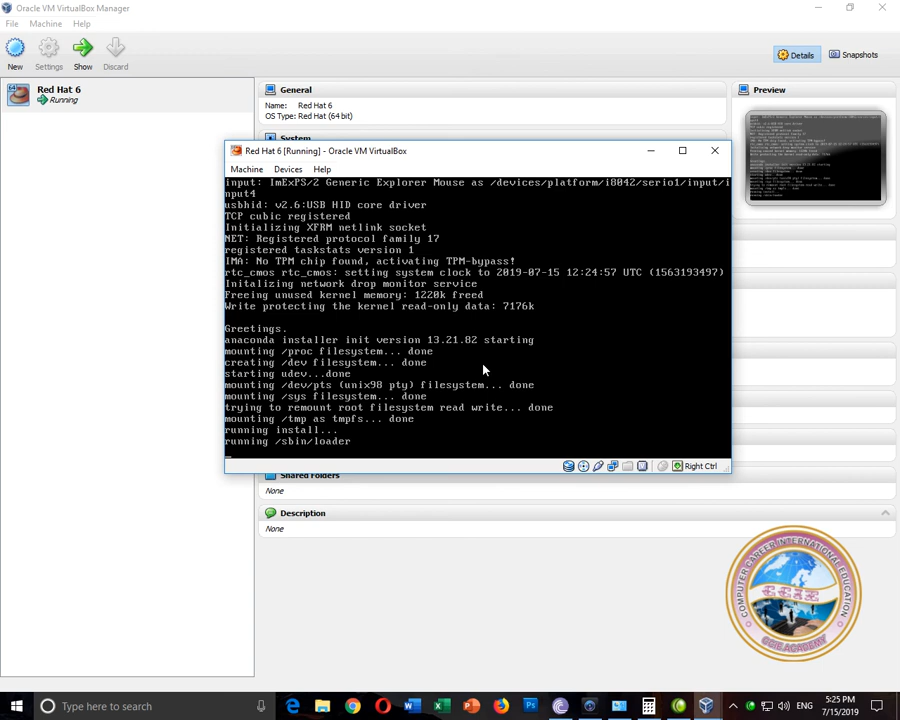 Oracle VM VirtualBox Manager
File Machine Help
New Settings Show Discard
Details Snapshots
Red Hat 6
Running
General
Name: Red Hat 6
OS Type: Red Hat (64 bit)
System
Preview
Red Hat 6 [Running] - Oracle VM VirtualBox
Machine Devices Help
input: ImExPS/2 Generic Explorer Mouse as /devices/platform/i8042/serio1/input/i
nput4
usbhid: v2.6:USB HID core driver
TCP cubic registered
Initializing XFRM netlink socket
NET: Registered protocol family 17
registered taskstats version 1
IMA: No TPM chip found, activating TPM-bypass!
rtc_cmos rtc_cmos: setting system clock to 2019-07-15 12:24:57 UTC (1563193497)
Initalizing network drop monitor service
Freeing unused kernel memory: 1220k freed
Write protecting the kernel read-only data: 7176k
Greetings.
anaconda installer init version 13.21.82 starting
mounting /proc filesystem... done
creating /dev filesystem... done
starting udev...done
mounting /dev/pts (unix98 pty) filesystem... done
mounting /sys filesystem... done
trying to remount root filesystem read write... done
mounting /tmp as tmpfs... done
running install...
running /sbin/loader
Right Ctrl
Shared folders
None
Description
None
COMPUTER CAREER INTERNATIONAL EDUCATION
CCIE
CCIE ACADEMY
Type here to search
ENG
5:25 PM
7/15/2019